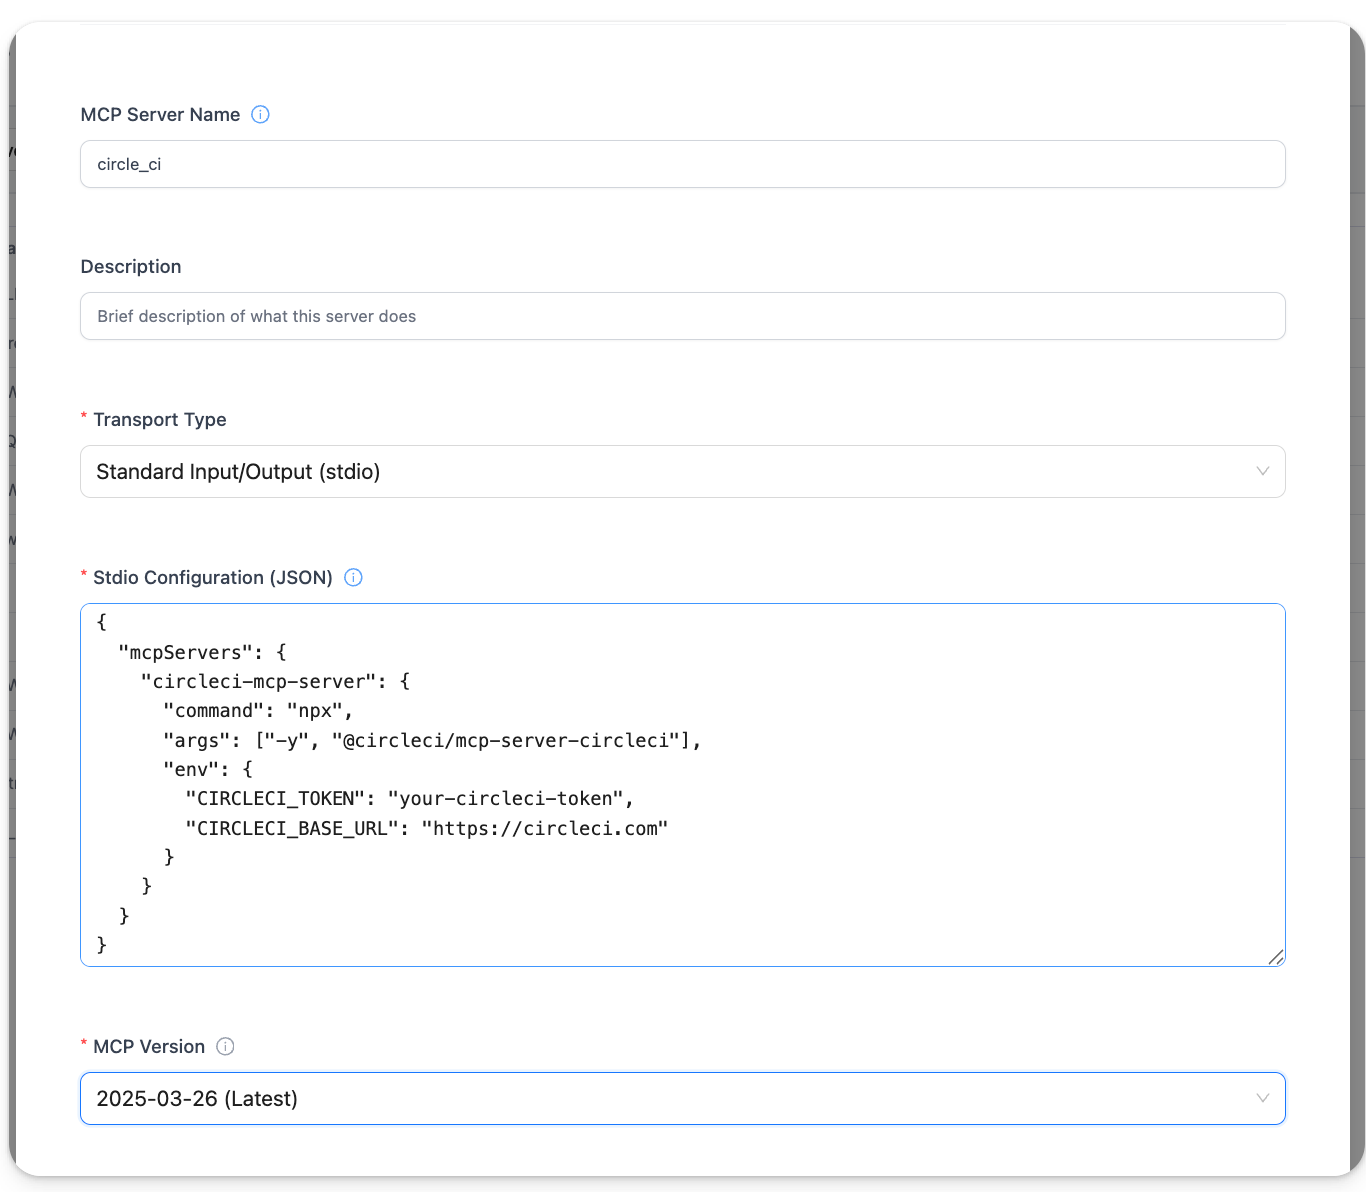 MCP Server Name
circle_ci
Description
Brief description of what this server does
* Transport Type
Standard Input/Output (stdio)
* Stdio Configuration (JSON)
{
  "mcpServers": {
    "circleci-mcp-server": {
      "command": "npx",
      "args": ["-y", "@circleci/mcp-server-circleci"],
      "env": {
        "CIRCLECI_TOKEN": "your-circleci-token",
        "CIRCLECI_BASE_URL": "https://circleci.com"
      }
    }
  }
}
* MCP Version
2025-03-26 (Latest)